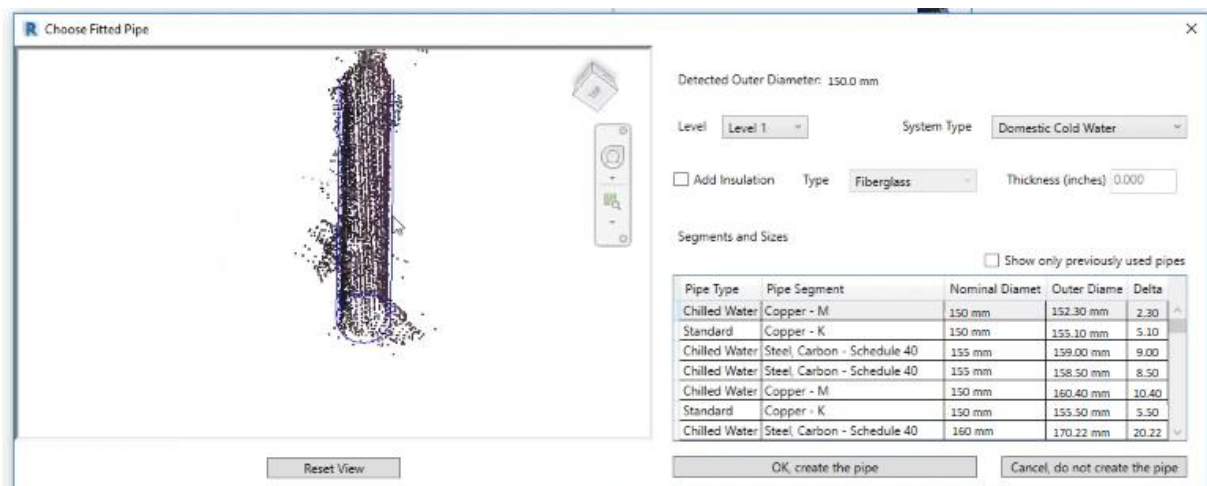 R Choose Fitted Pipe
Detected Outer Diameter: 150.0 mm
Level Level 1 System Type Domestic Cold Water
Add Insulation Type Fiberglass Thickness (inches) 0.000
Segments and Sizes
Show only previously used pipes
Pipe Type Pipe Segment Nominal Diamet Outer Diame Delta
Chilled Water Copper - M 150 mm 152.30 mm 2.30
Standard Copper - K 150 mm 155.10 mm 5.10
Chilled Water Steel, Carbon - Schedule 40 155 mm 159.00 mm 9.00
Chilled Water Steel, Carbon - Schedule 40 155 mm 158.50 mm 8.50
Chilled Water Copper - M 150 mm 160.40 mm 10.40
Standard Copper - K 150 mm 155.50 mm 5.50
Chilled Water Steel, Carbon - Schedule 40 160 mm 170.22 mm 20.22
Reset View OK, create the pipe Cancel, do not create the pipe